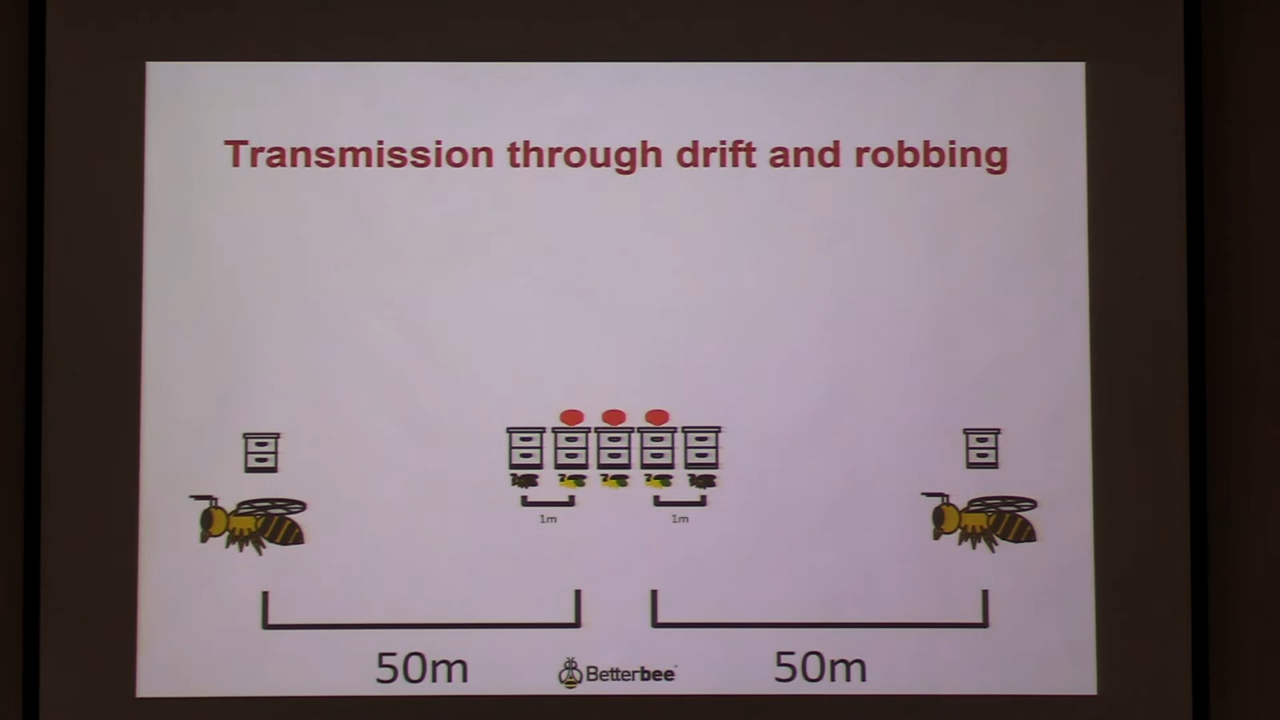 Transmission through drift and robbing
1m 1m
50m 50m
Betterbee